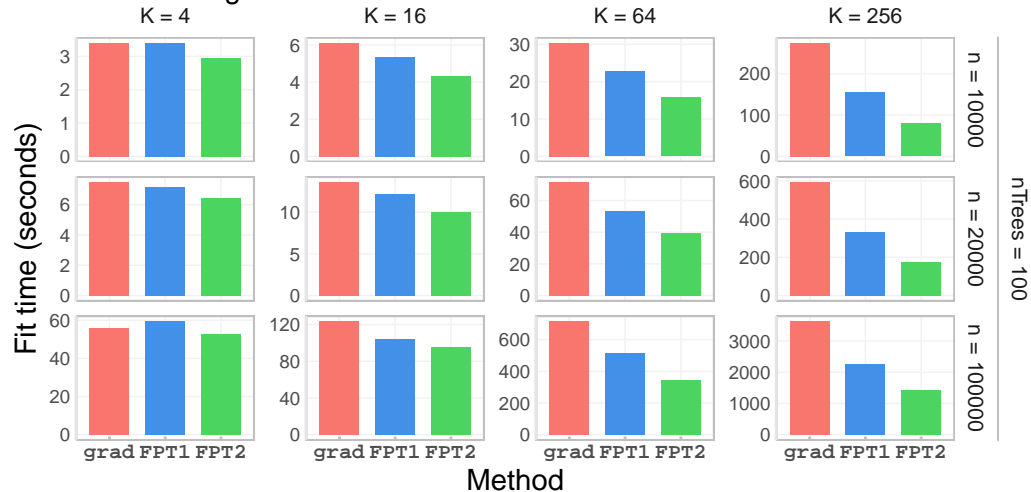 K = 4 K = 16 K = 64 K = 256
Fit time (seconds)
3 2 1 0
6 4 2 0
30 20 10 0
200 100 0
n = 10000
6 4 2 0
10 5 0
60 40 20 0
600 400 200 0
n = 20000
60 40 20 0
120 80 40 0
600 400 200 0
3000 2000 1000 0
n = 100000
nTrees = 100
grad FPT1 FPT2 grad FPT1 FPT2 grad FPT1 FPT2 grad FPT1 FPT2
Method